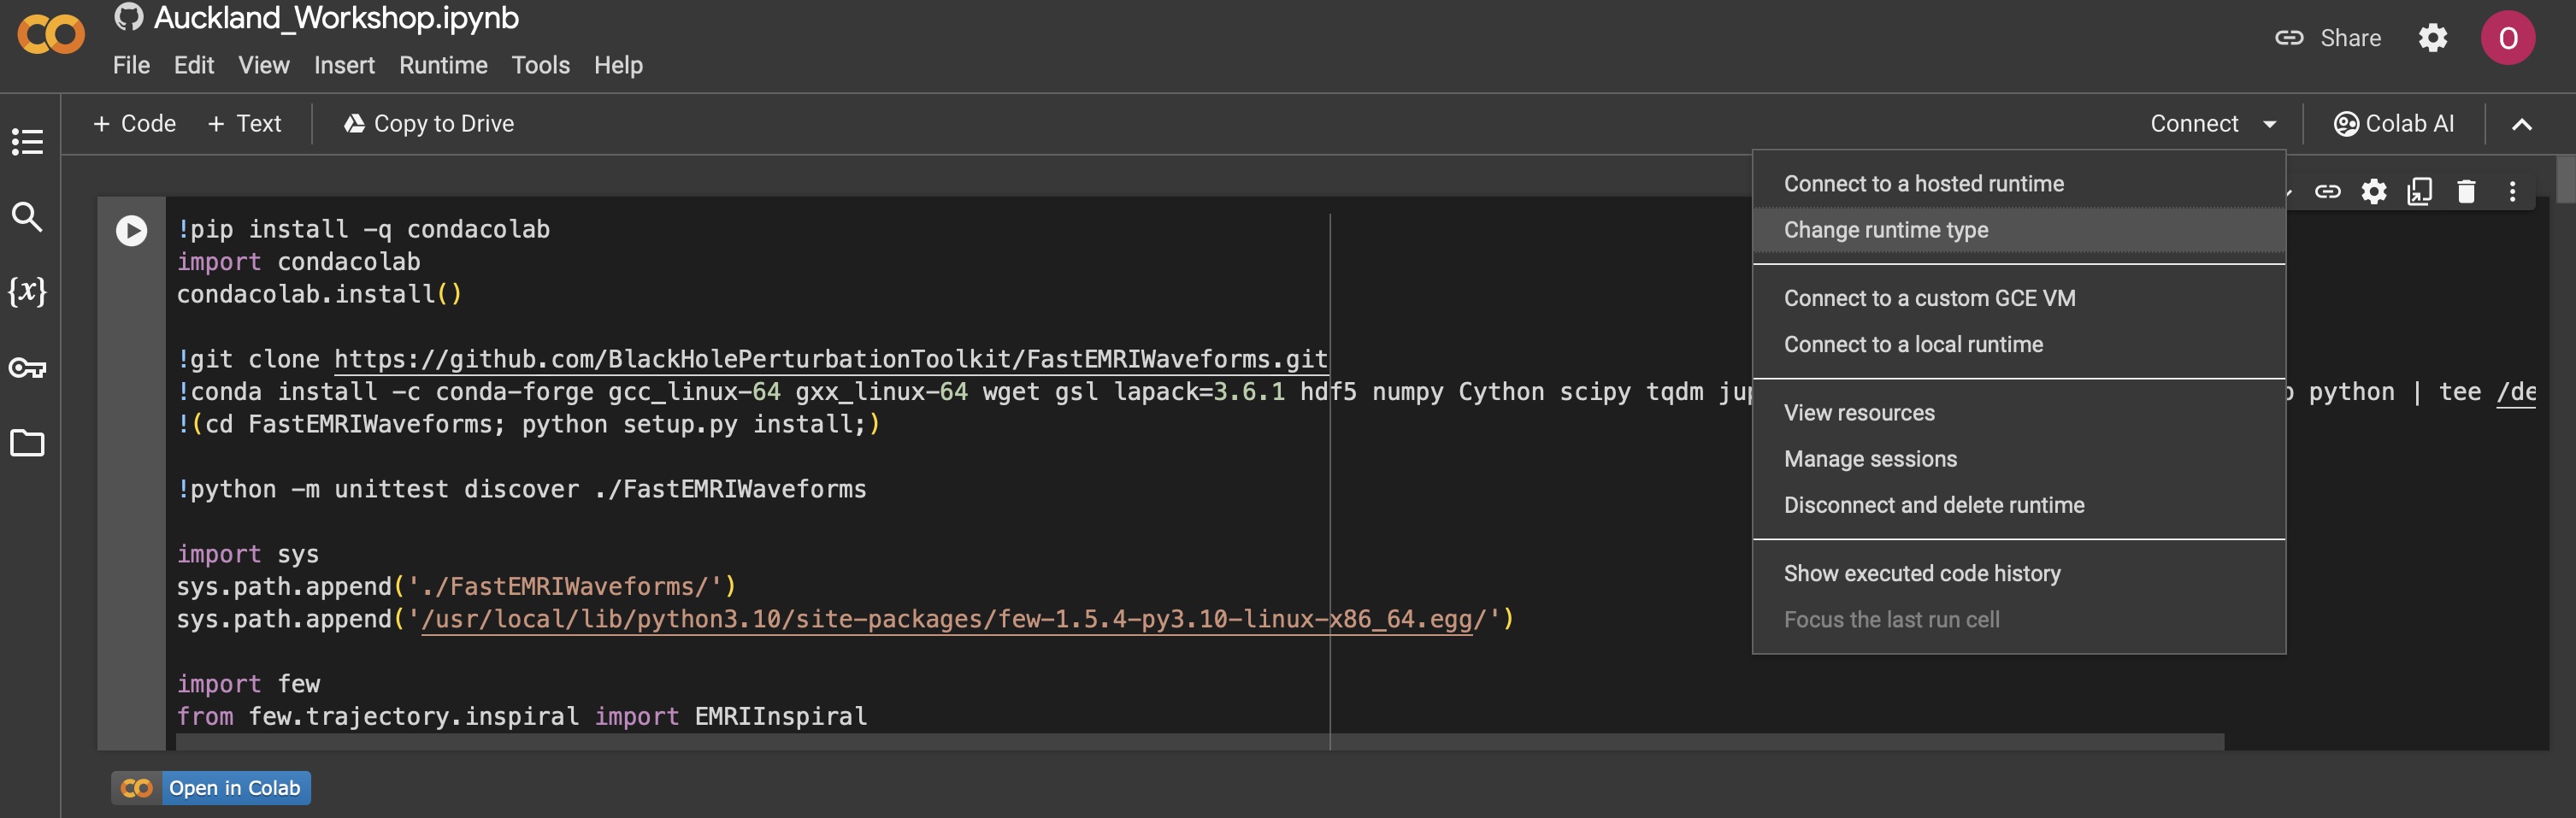 Auckland_Workshop.ipynb
File Edit View Insert Runtime Tools Help
Share
O
+ Code + Text Copy to Drive
Connect
Colab AI
Connect to a hosted runtime
Change runtime type
Connect to a custom GCE VM
Connect to a local runtime
View resources
Manage sessions
Disconnect and delete runtime
Show executed code history
Focus the last run cell
{x}
!pip install -q condacolab
import condacolab
condacolab.install()
!git clone https://github.com/BlackHolePerturbationToolkit/FastEMRIWaveforms.git
!conda install -c conda-forge gcc_linux-64 gxx_linux-64 wget gsl lapack=3.6.1 hdf5 numpy Cython scipy tqdm jup python | tee /de
!(cd FastEMRIWaveforms; python setup.py install;)
!python -m unittest discover ./FastEMRIWaveforms
import sys
sys.path.append('./FastEMRIWaveforms/')
sys.path.append('/usr/local/lib/python3.10/site-packages/few-1.5.4-py3.10-linux-x86_64.egg/')
import few
from few.trajectory.inspiral import EMRIInspiral
Open in Colab